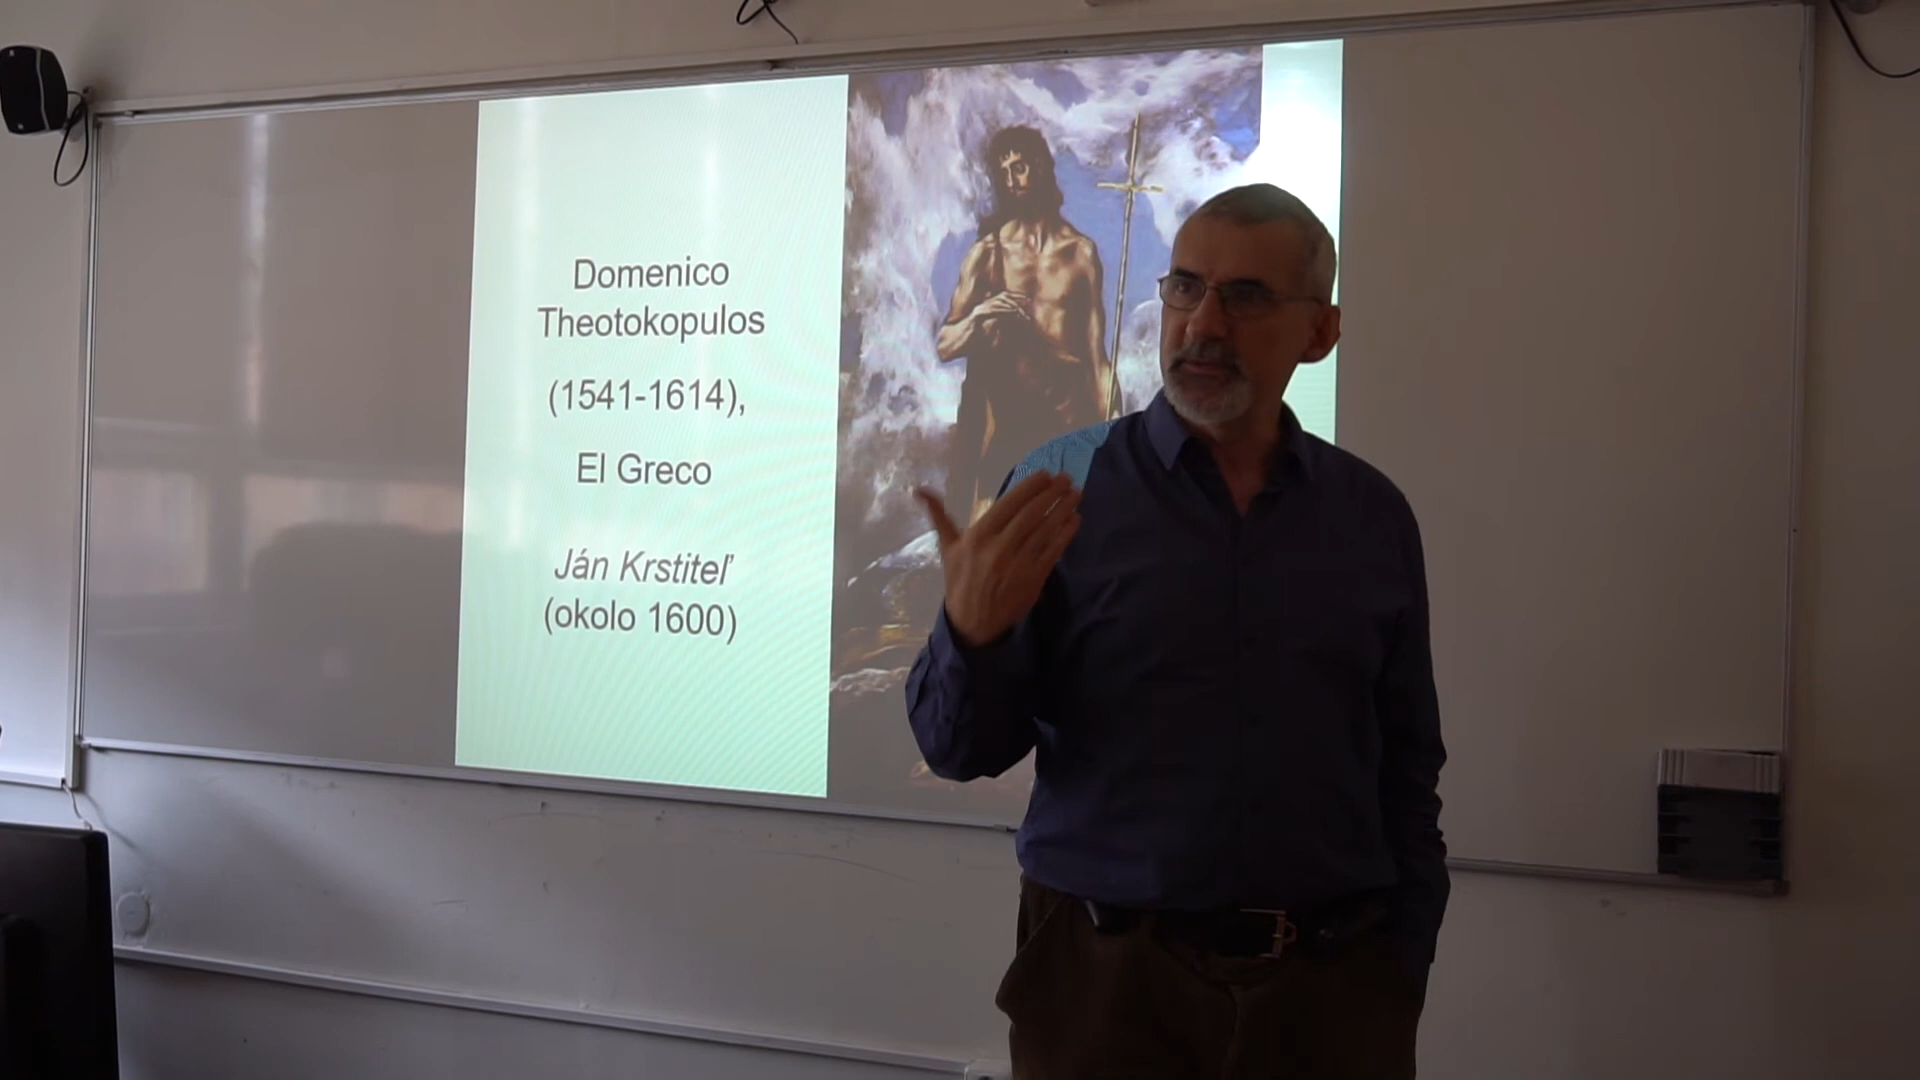 Domenico
Theotokopulos
(1541-1614),
El Greco
Ján Krstiteľ
(okolo 1600)